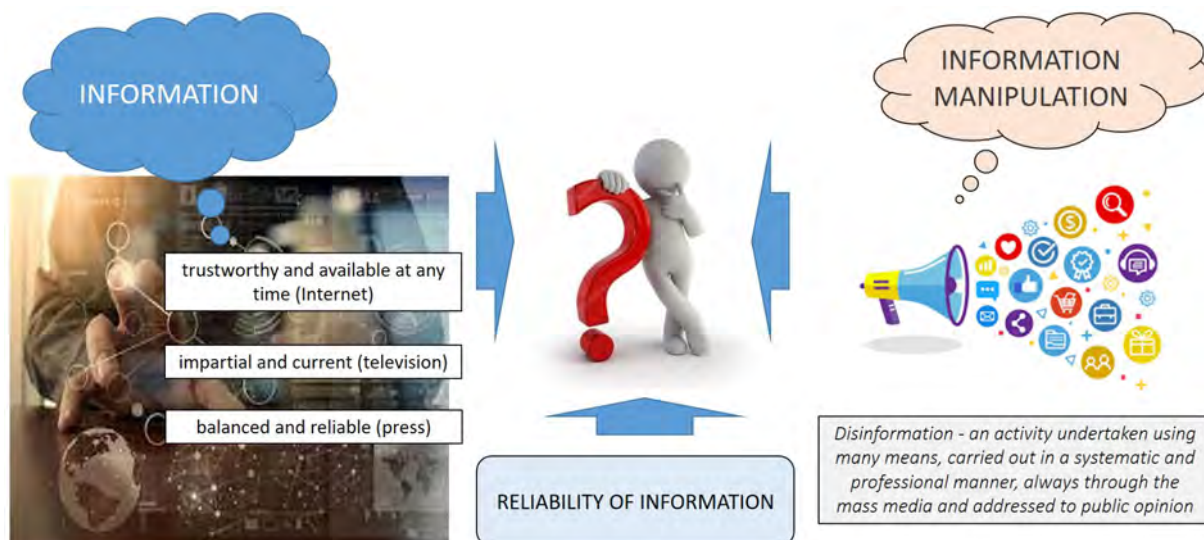 INFORMATION
trustworthy and available at any
time (Internet)
impartial and current (television)
balanced and reliable (press)
RELIABILITY OF INFORMATION
INFORMATION
MANIPULATION
Disinformation - an activity undertaken using
many means, carried out in a systematic and
professional manner, always through the
mass media and addressed to public opinion